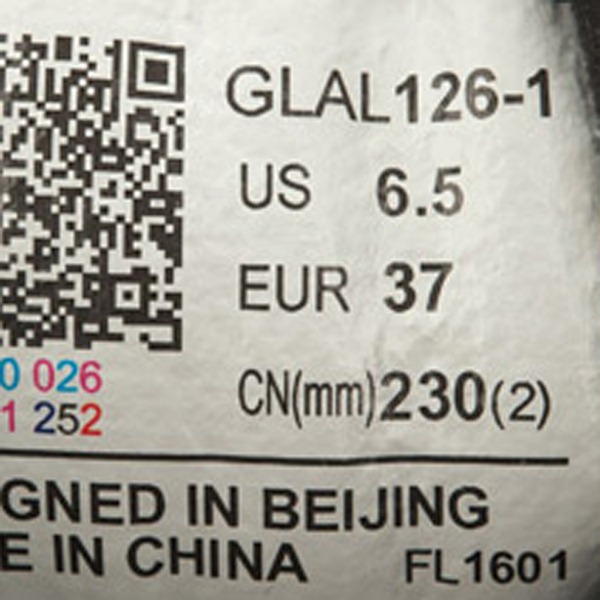 GLAL126-1
US 6.5
EUR 37
CN(mm)230(2)
0 026
1 252
GNED IN BEIJING
E IN CHINA FL1601